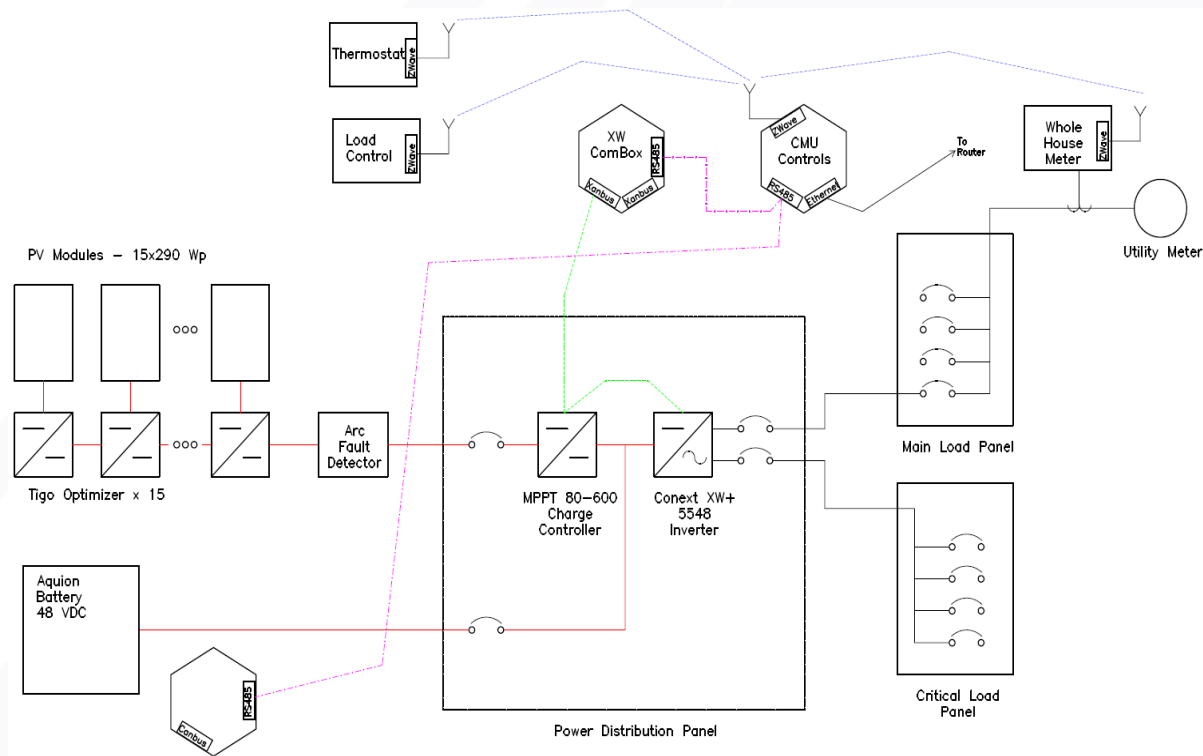 Thermostat
ZWave
Load
Control
ZWave
XW
ComBox
RS485
Xanbus
Xanbus
ZWave
CMU
Controls
RS485
Ethernet
To
Router
Whole
House
Meter
ZWave
Utility Meter
PV Modules - 15x290 Wp
Tigo Optimizer x 15
Arc
Fault
Detector
MPPT 80-600
Charge
Controller
Conext XW+
5548
Inverter
Main Load Panel
Aquion
Battery
48 VDC
RS485
Canbus
Power Distribution Panel
Critical Load
Panel